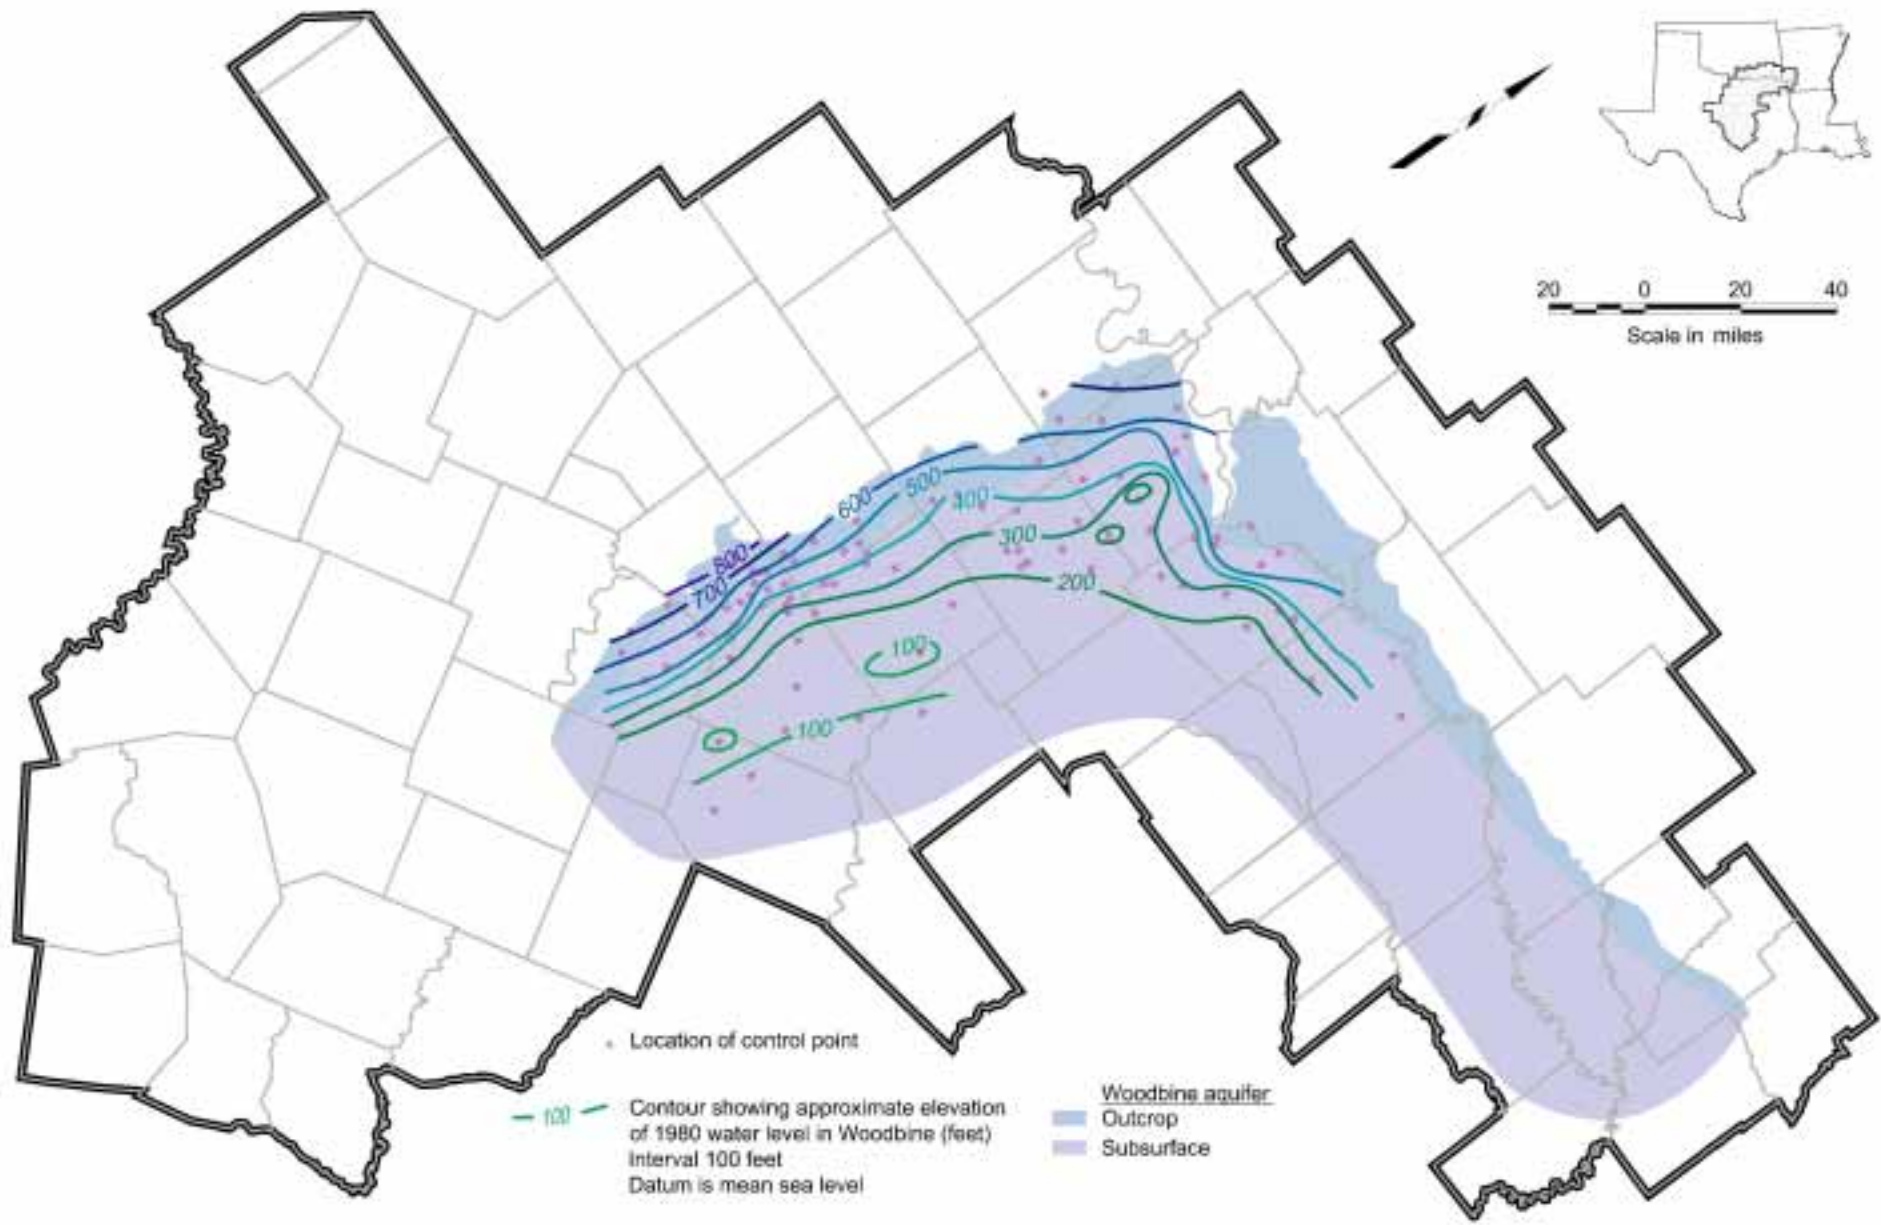 20 0 20 40
Scale in miles
600
500
400
300
800
700
200
100
100
Location of control point
100
Contour showing approximate elevation
of 1980 water level in Woodbine (feet)
Interval 100 feet
Datum is mean sea level
Woodbine aquifer
Outcrop
Subsurface